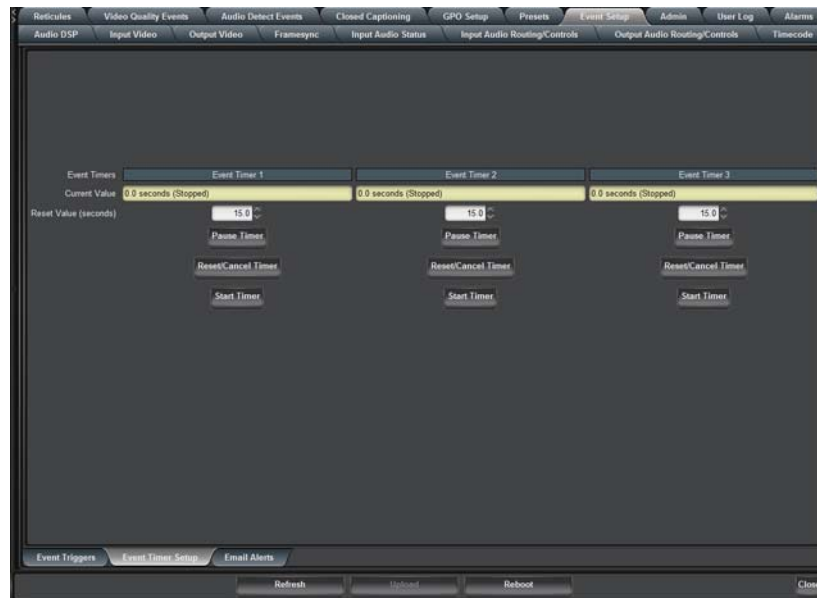 Reticules Video Quality Events Audio Detect Events Closed Captioning GPO Setup Presets Event Setup Admin User Log Alarms
Audio DSP Input Video Output Video Framesync Input Audio Status Input Audio Routing/Controls Output Audio Routing/Controls Timecode
Event Timers Event Timer 1 Event Timer 2 Event Timer 3
Current Value 0.0 seconds (Stopped) 0.0 seconds (Stopped) 0.0 seconds (Stopped)
Reset Value (seconds) 15.0 15.0 15.0
Pause Timer Pause Timer Pause Timer
Reset/Cancel Timer Reset/Cancel Timer Reset/Cancel Timer
Start Timer Start Timer Start Timer
Event Triggers Event Timer Setup Email Alerts
Refresh Upload Reboot Close